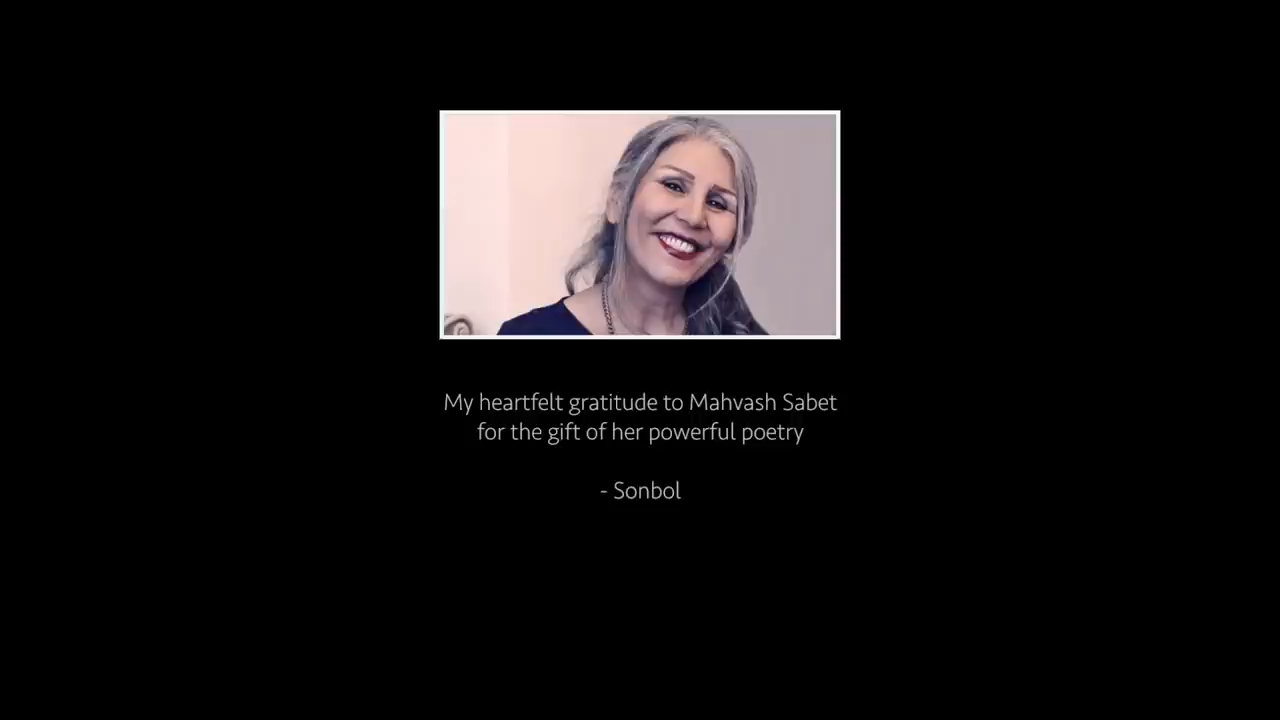 My heartfelt gratitude to Mahvash Sabet
for the gift of her powerful poetry
- Sonbol